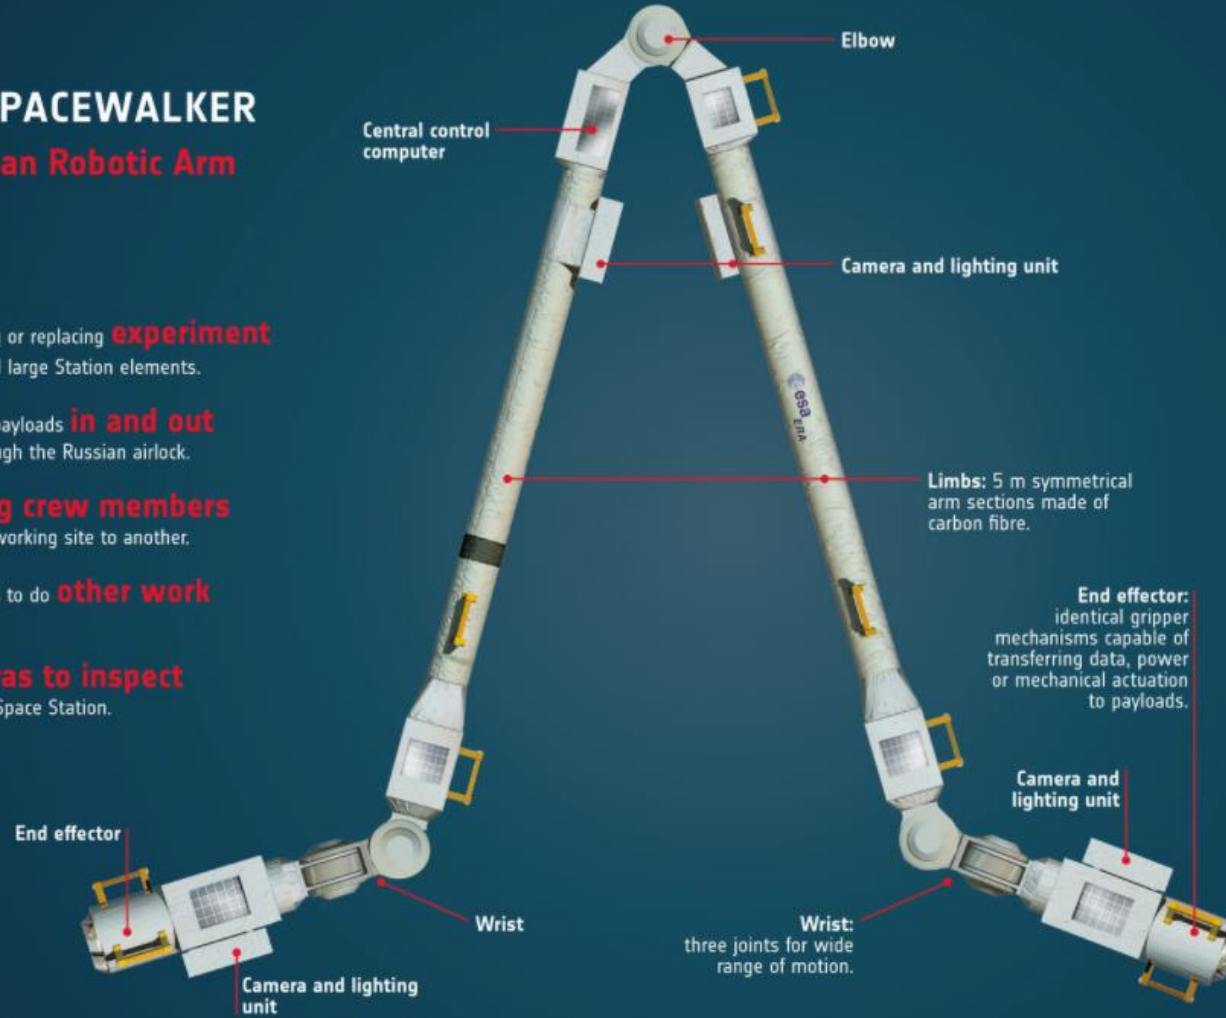 PACEWALKER
an Robotic Arm
or replacing experiment
large Station elements.
payloads in and out
ugh the Russian airlock.
g crew members
working site to another.
to do other work
ras to inspect
Space Station.
Elbow
Central control
computer
Camera and lighting unit
esa
ERA
Limbs: 5 m symmetrical
arm sections made of
carbon fibre.
End effector:
identical gripper
mechanisms capable of
transferring data, power
or mechanical actuation
to payloads.
Camera and
lighting unit
End effector
Wrist
Wrist:
three joints for wide
range of motion.
Camera and lighting
unit